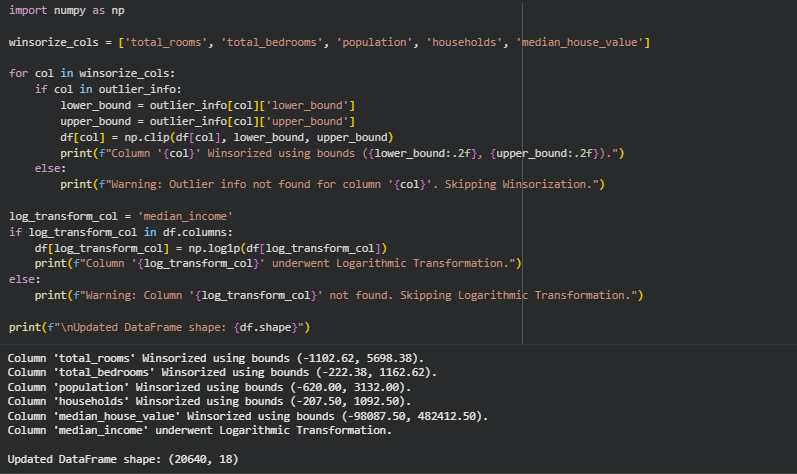 import numpy as np
winsorize_cols = ['total_rooms', 'total_bedrooms', 'population', 'households', 'median_house_value']
for col in winsorize_cols:
    if col in outlier_info:
        lower_bound = outlier_info[col]['lower_bound']
        upper_bound = outlier_info[col]['upper_bound']
        df[col] = np.clip(df[col], lower_bound, upper_bound)
        print(f"Column '{col}' Winsorized using bounds ({lower_bound:.2f}, {upper_bound:.2f}).")
    else:
        print(f"Warning: Outlier info not found for column '{col}'. Skipping Winsorization.")
log_transform_col = 'median_income'
if log_transform_col in df.columns:
    df[log_transform_col] = np.log1p(df[log_transform_col])
    print(f"Column '{log_transform_col}' underwent Logarithmic Transformation.")
else:
    print(f"Warning: Column '{log_transform_col}' not found. Skipping Logarithmic Transformation.")
print(f"\nUpdated DataFrame shape: {df.shape}")
Column 'total_rooms' Winsorized using bounds (-1102.62, 5698.38).
Column 'total_bedrooms' Winsorized using bounds (-222.38, 1162.62).
Column 'population' Winsorized using bounds (-620.00, 3132.00).
Column 'households' Winsorized using bounds (-207.50, 1092.50).
Column 'median_house_value' Winsorized using bounds (-98087.50, 482412.50).
Column 'median_income' underwent Logarithmic Transformation.
Updated DataFrame shape: (20640, 18)